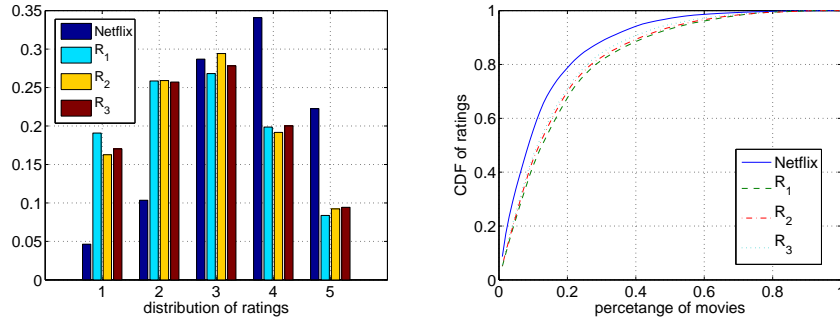 0.35
0.3
0.25
0.2
0.15
0.1
0.05
0
Netflix
R1
R2
R3
1 2 3 4 5
distribution of ratings
CDF of ratings
1
0.8
0.6
0.4
0.2
0
Netflix
R1
R2
R3
0 0.2 0.4 0.6 0.8 1
percetange of movies